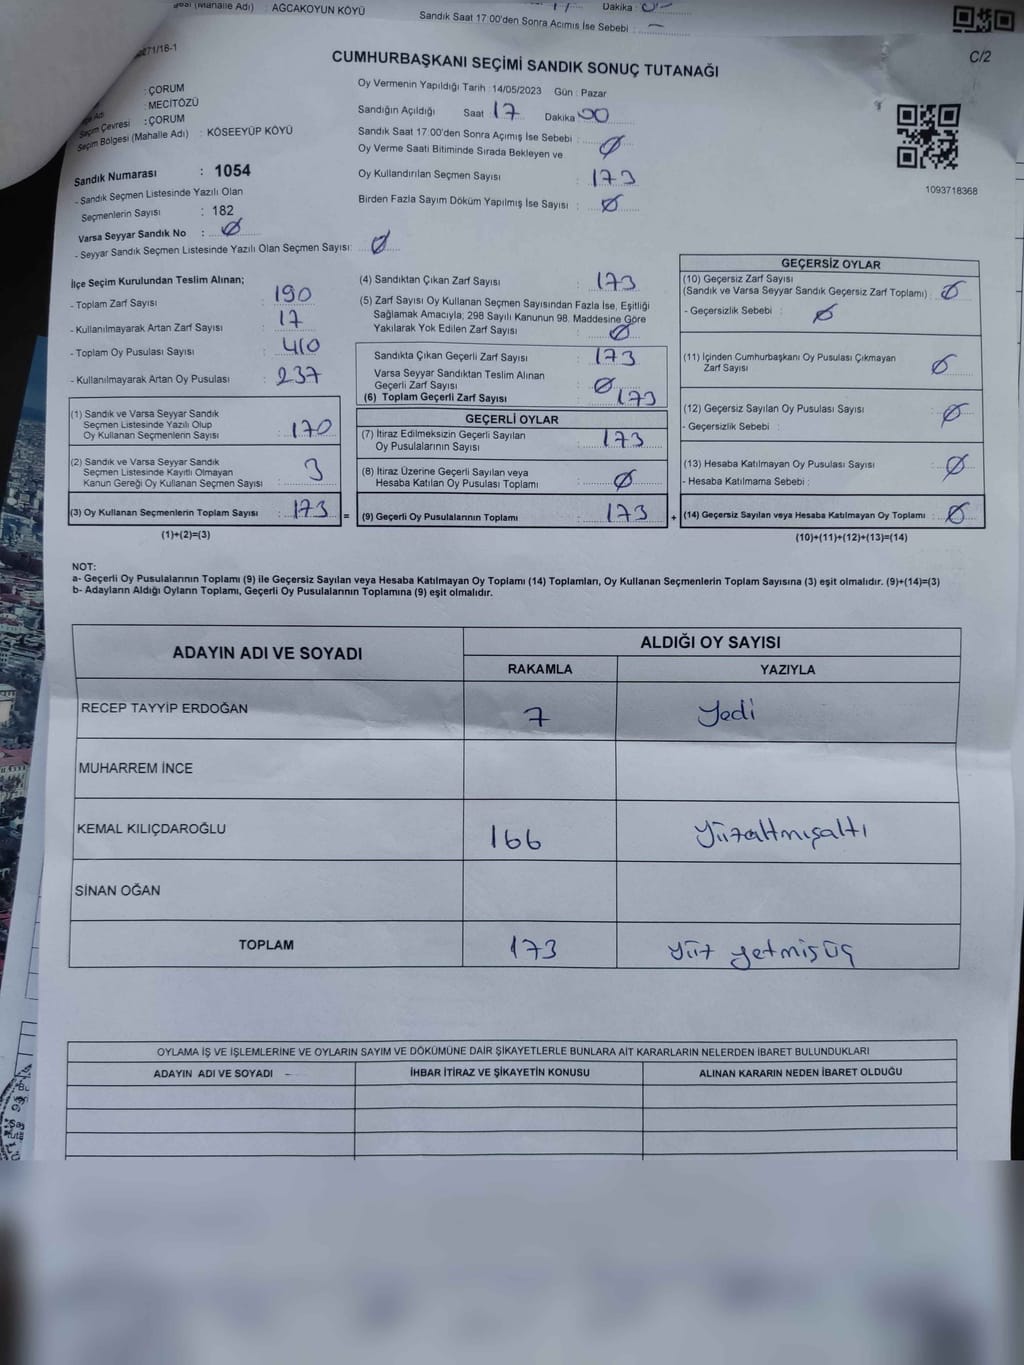 gesi (Mahalle Adı) : AĞCAKOYUN KÖYÜ
Dakika
Sandık Saat 17:00'den Sonra Açımış İse Sebebi :
271/16-1
C/2
CUMHURBAŞKANI SEÇİMİ SANDIK SONUÇ TUTANAĞI
: ÇORUM
: MECİTÖZÜ
Seçim Çevresi : ÇORUM
Seçim Bölgesi (Mahalle Adı) : KÖSEEYÜP KÖYÜ
Sandık Numarası : 1054
- Sandık Seçmen Listesinde Yazılı Olan
Seçmenlerin Sayısı : 182
Varsa Seyyar Sandık No : Ø
- Seyyar Sandık Seçmen Listesinde Yazılı Olan Seçmen Sayısı: Ø
Oy Vermenin Yapıldığı Tarih : 14/05/2023 Gün : Pazar
Sandığın Açıldığı Saat 17 Dakika 00
Sandık Saat 17:00'den Sonra Açımış İse Sebebi : Ø
Oy Verme Saati Bitiminde Sırada Bekleyen ve
Oy Kullandırılan Seçmen Sayısı : 173
Birden Fazla Sayım Döküm Yapılmış İse Sayısı : Ø
1093718368
İlçe Seçim Kurulundan Teslim Alınan;
- Toplam Zarf Sayısı : 190
- Kullanılmayarak Artan Zarf Sayısı : 17
- Toplam Oy Pusulası Sayısı : 410
- Kullanılmayarak Artan Oy Pusulası : 237
(1) Sandık ve Varsa Seyyar Sandık
Seçmen Listesinde Yazılı Olup
Oy Kullanan Seçmenlerin Sayısı : 170
(2) Sandık ve Varsa Seyyar Sandık
Seçmen Listesinde Kayıtlı Olmayan
Kanun Gereği Oy Kullanan Seçmen Sayısı : 3
(3) Oy Kullanan Seçmenlerin Toplam Sayısı : 173 =
(1)+(2)=(3)
(4) Sandıktan Çıkan Zarf Sayısı : 173
(5) Zarf Sayısı Oy Kullanan Seçmen Sayısından Fazla İse, Eşitliği
Sağlamak Amacıyla; 298 Sayılı Kanunun 98. Maddesine Göre
Yakılarak Yok Edilen Zarf Sayısı : Ø
Sandıkta Çıkan Geçerli Zarf Sayısı : 173
Varsa Seyyar Sandıktan Teslim Alınan
Geçerli Zarf Sayısı : Ø
(6) Toplam Geçerli Zarf Sayısı : 173
GEÇERLİ OYLAR
(7) İtiraz Edilmeksizin Geçerli Sayılan
Oy Pusulalarının Sayısı : 173
(8) İtiraz Üzerine Geçerli Sayılan veya
Hesaba Katılan Oy Pusulası Toplamı : Ø
(9) Geçerli Oy Pusulalarının Toplamı : 173 +
GEÇERSİZ OYLAR
(10) Geçersiz Zarf Sayısı
(Sandık ve Varsa Seyyar Sandık Geçersiz Zarf Toplamı) : Ø
- Geçersizlik Sebebi : Ø
(11) İçinden Cumhurbaşkanı Oy Pusulası Çıkmayan
Zarf Sayısı : Ø
(12) Geçersiz Sayılan Oy Pusulası Sayısı : Ø
- Geçersizlik Sebebi :
(13) Hesaba Katılmayan Oy Pusulası Sayısı : Ø
- Hesaba Katılmama Sebebi :
(14) Geçersiz Sayılan veya Hesaba Katılmayan Oy Toplamı : Ø
(10)+(11)+(12)+(13)=(14)
NOT:
a- Geçerli Oy Pusulalarının Toplamı (9) ile Geçersiz Sayılan veya Hesaba Katılmayan Oy Toplamı (14) Toplamları, Oy Kullanan Seçmenlerin Toplam Sayısına (3) eşit olmalıdır. (9)+(14)=(3)
b- Adayların Aldığı Oyların Toplamı, Geçerli Oy Pusulalarının Toplamına (9) eşit olmalıdır.
ADAYIN ADI VE SOYADI
ALDIĞI OY SAYISI
RAKAMLA YAZIYLA
RECEP TAYYİP ERDOĞAN 7 Yedi
MUHARREM İNCE
KEMAL KILIÇDAROĞLU 166 Yüzaltmışaltı
SİNAN OĞAN
TOPLAM 173 Yüz yetmişüç
OYLAMA İŞ VE İŞLEMLERİNE VE OYLARIN SAYIM VE DÖKÜMÜNE DAİR ŞİKAYETLERLE BUNLARA AİT KARARLARIN NELERDEN İBARET BULUNDUKLARI
ADAYIN ADI VE SOYADI İHBAR İTİRAZ VE ŞİKAYETİN KONUSU ALINAN KARARIN NEDEN İBARET OLDUĞU